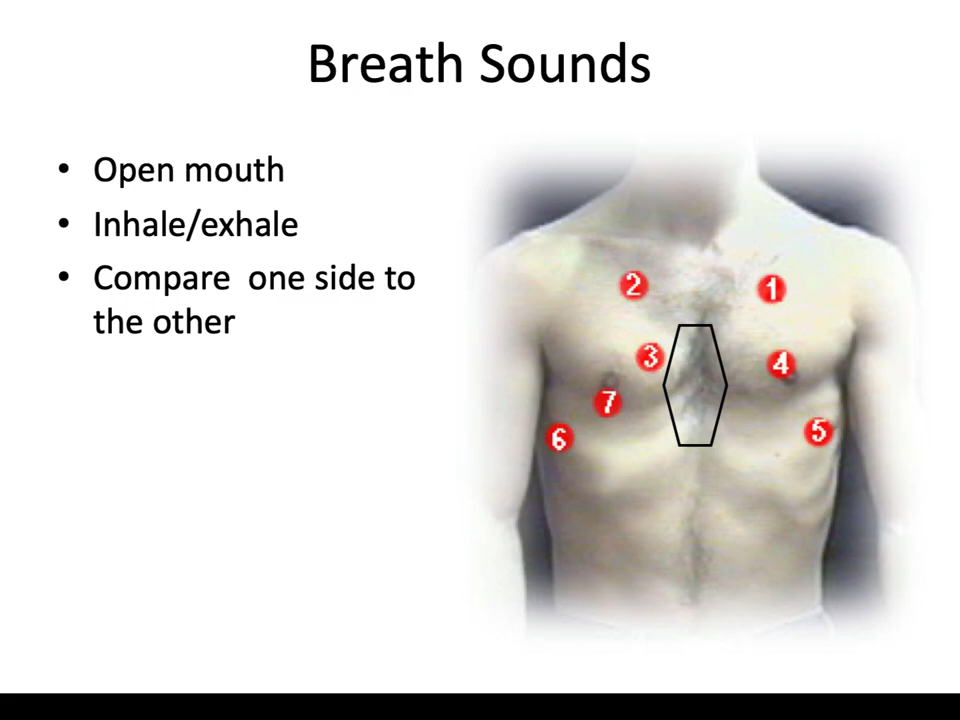 Breath Sounds
• Open mouth
• Inhale/exhale
• Compare  one side to
the other
2
1
3
4
7
6
5